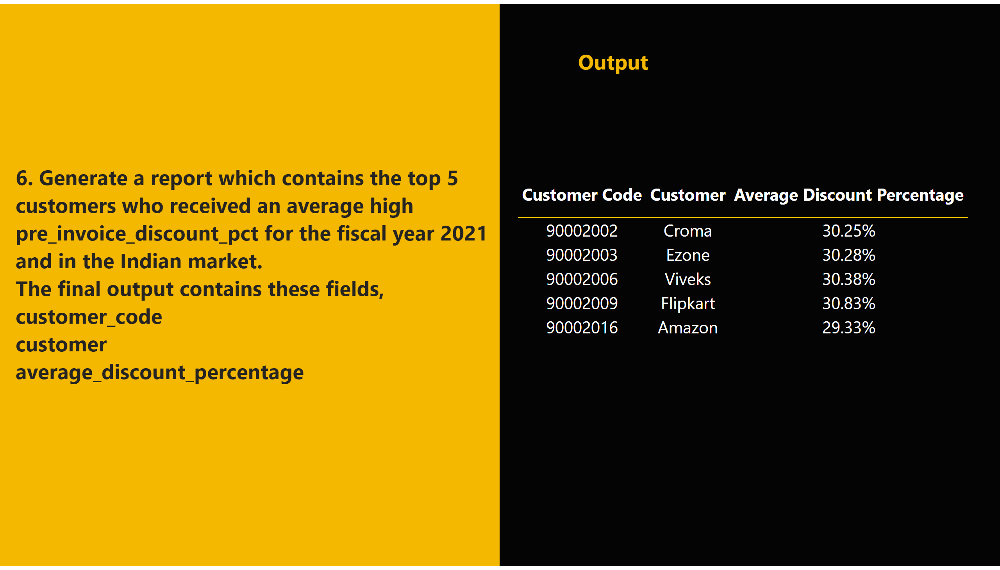 6. Generate a report which contains the top 5
customers who received an average high
pre_invoice_discount_pct for the fiscal year 2021
and in the Indian market.
The final output contains these fields,
customer_code
customer
average_discount_percentage
Output
Customer Code Customer Average Discount Percentage
90002002 Croma 30.25%
90002003 Ezone 30.28%
90002006 Viveks 30.38%
90002009 Flipkart 30.83%
90002016 Amazon 29.33%